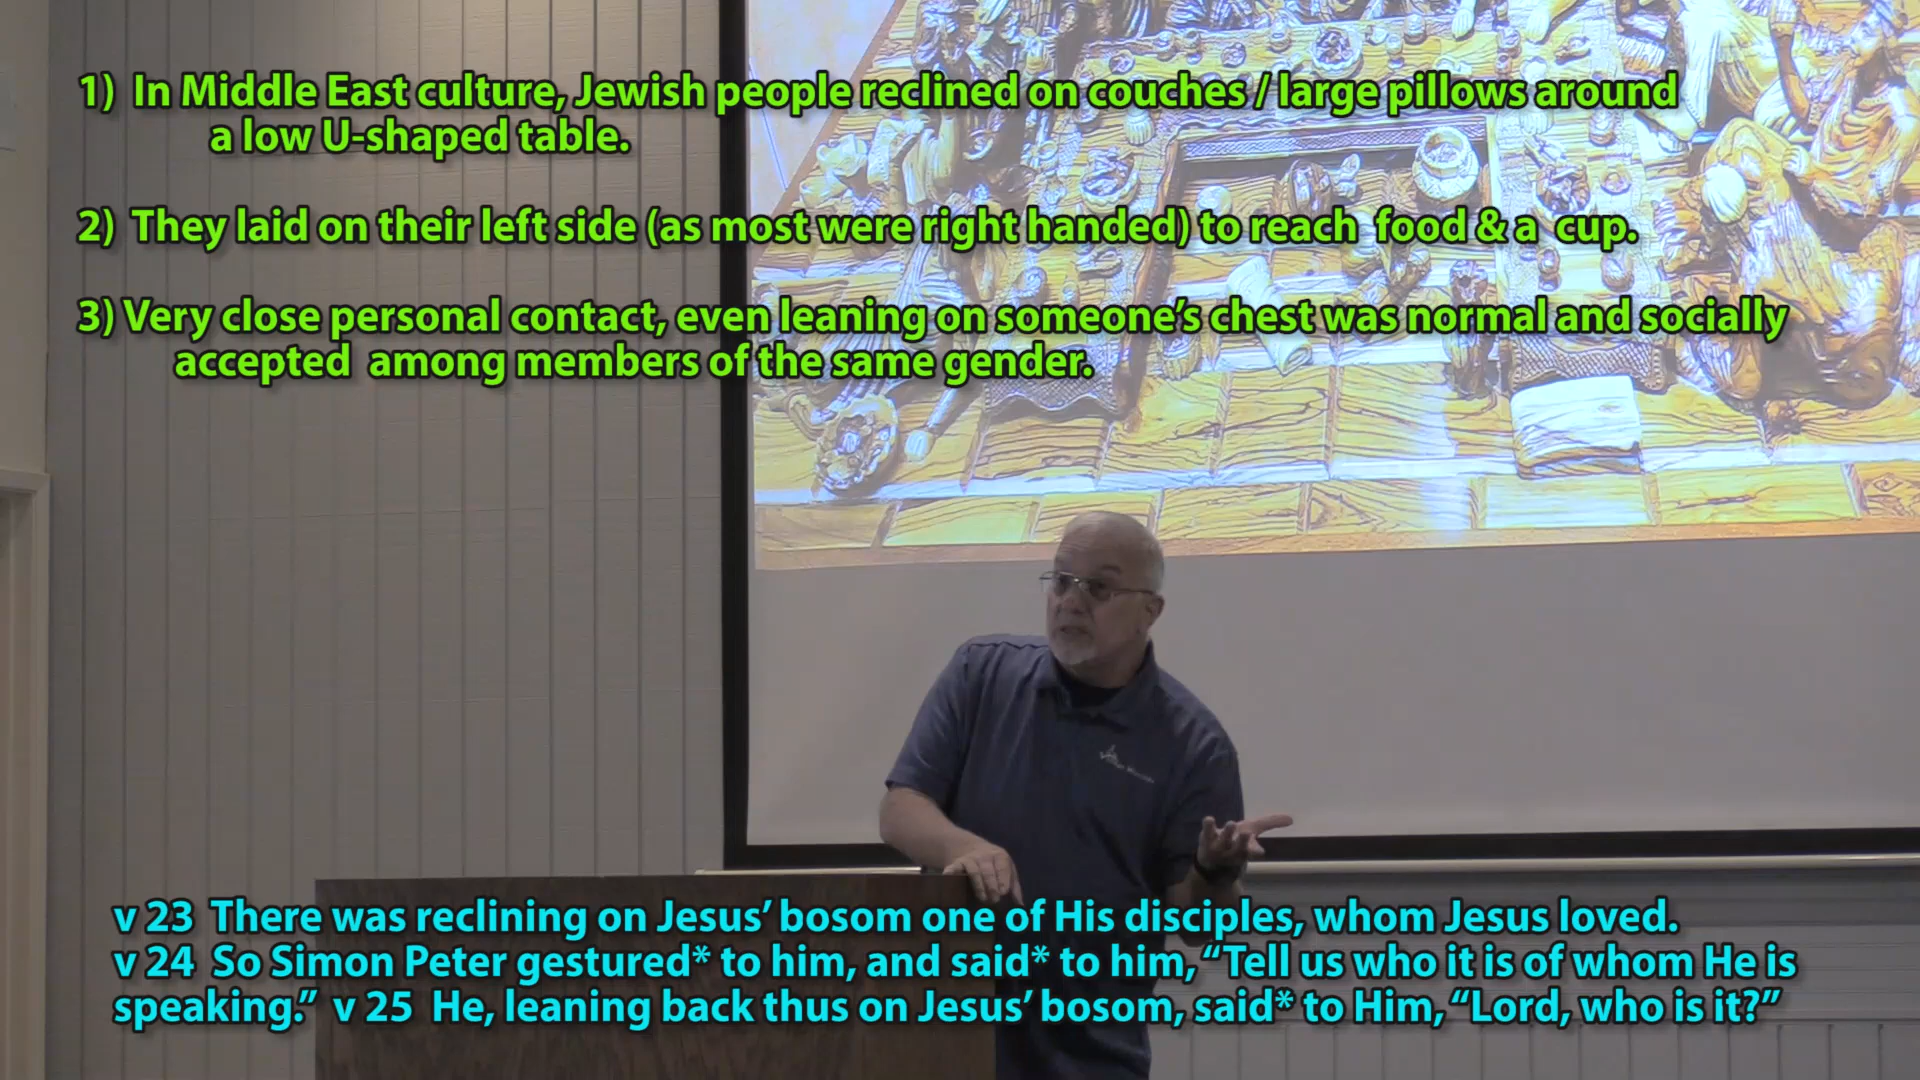 1) In Middle East culture, Jewish people reclined on couches / large pillows around
a low U-shaped table.
2) They laid on their left side (as most were right handed) to reach food & a cup.
3) Very close personal contact, even leaning on someone’s chest was normal and socially
accepted among members of the same gender.
v 23 There was reclining on Jesus’ bosom one of His disciples, whom Jesus loved.
v 24 So Simon Peter gestured* to him, and said* to him, “Tell us who it is of whom He is
speaking.” v 25 He, leaning back thus on Jesus’ bosom, said* to Him, “Lord, who is it?”